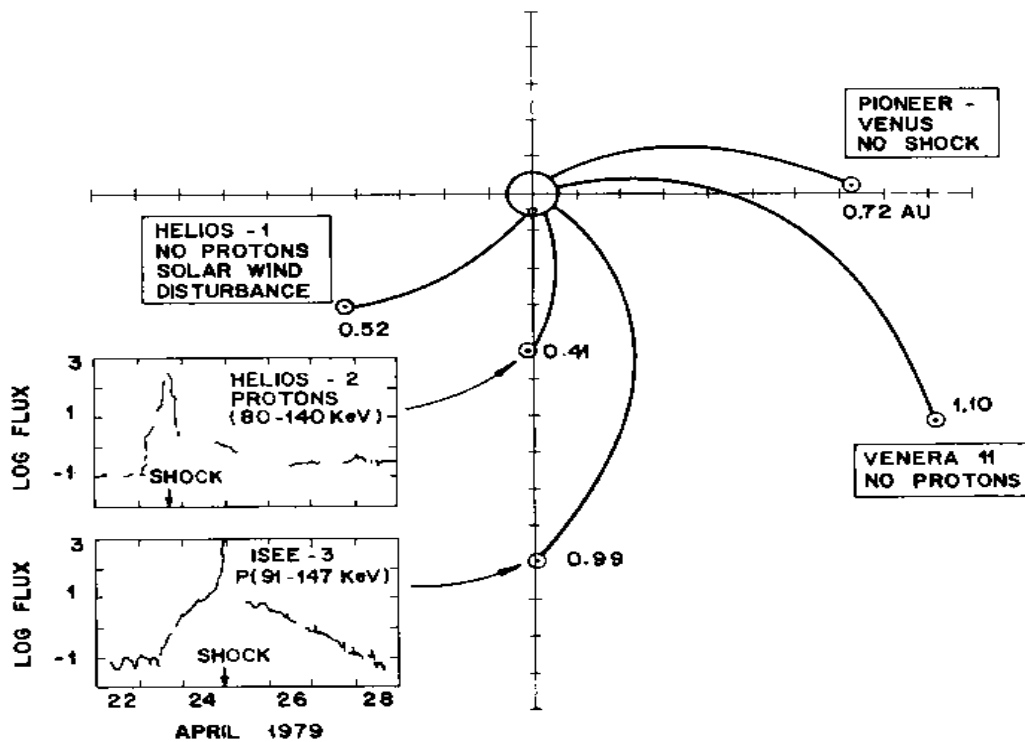 PIONEER -
VENUS
NO SHOCK
0.72 AU
HELIOS - 1
NO PROTONS
SOLAR WIND
DISTURBANCE
0.52
0.41
1.10
VENERA 11
NO PROTONS
0.99
LOG FLUX
3
1
-1
HELIOS - 2
PROTONS
(80-140 KeV)
SHOCK
LOG FLUX
3
1
-1
ISEE - 3
P(91-147 KeV)
SHOCK
22 24 26 28
APRIL 1979